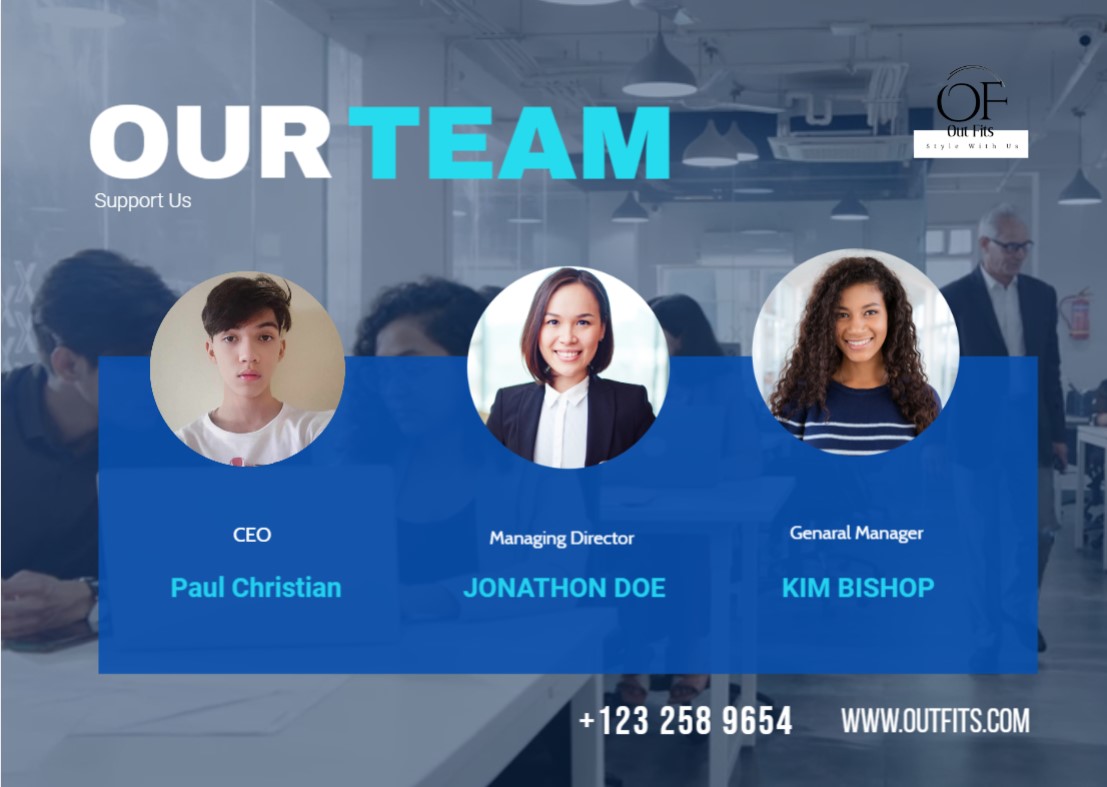 OUR TEAM
Support Us
OF
Out Fits
Style With Us
CEO
Managing Director
Genaral Manager
Paul Christian
JONATHON DOE
KIM BISHOP
+123 258 9654
WWW.OUTFITS.COM